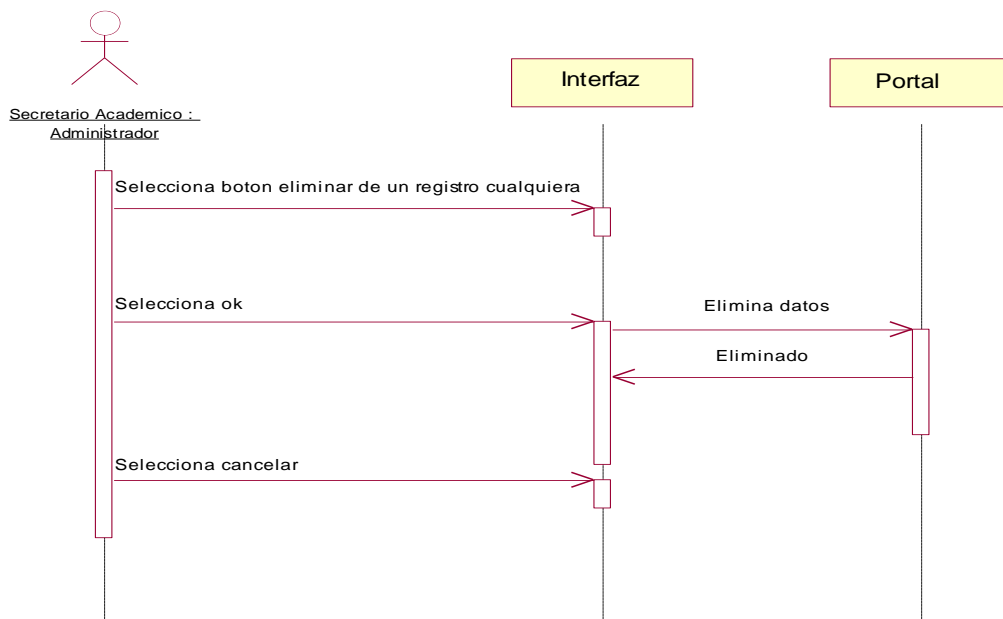 Interfaz
Portal
Secretario Academico :
Administrador
Selecciona boton eliminar de un registro cualquiera
Selecciona ok
Elimina datos
Eliminado
Selecciona cancelar